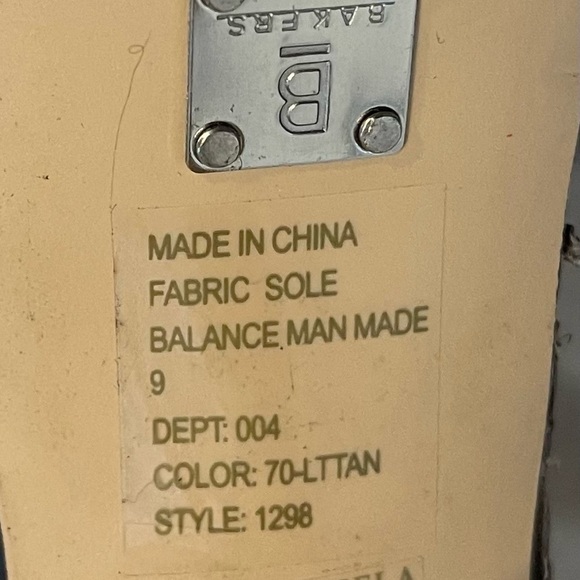 BAKERS
B
MADE IN CHINA
FABRIC SOLE
BALANCE MAN MADE
9
DEPT: 004
COLOR: 70-LTTAN
STYLE: 1298